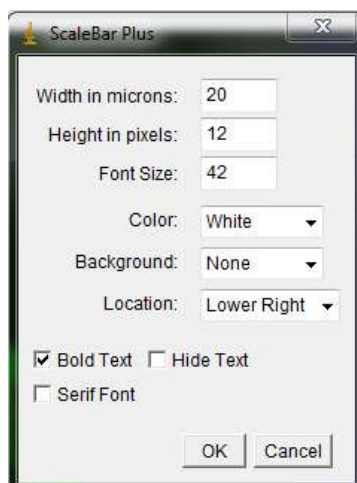 ScaleBar Plus
Width in microns: 20
Height in pixels: 12
Font Size: 42
Color: White
Background: None
Location: Lower Right
Bold Text Hide Text
Serif Font
OK Cancel